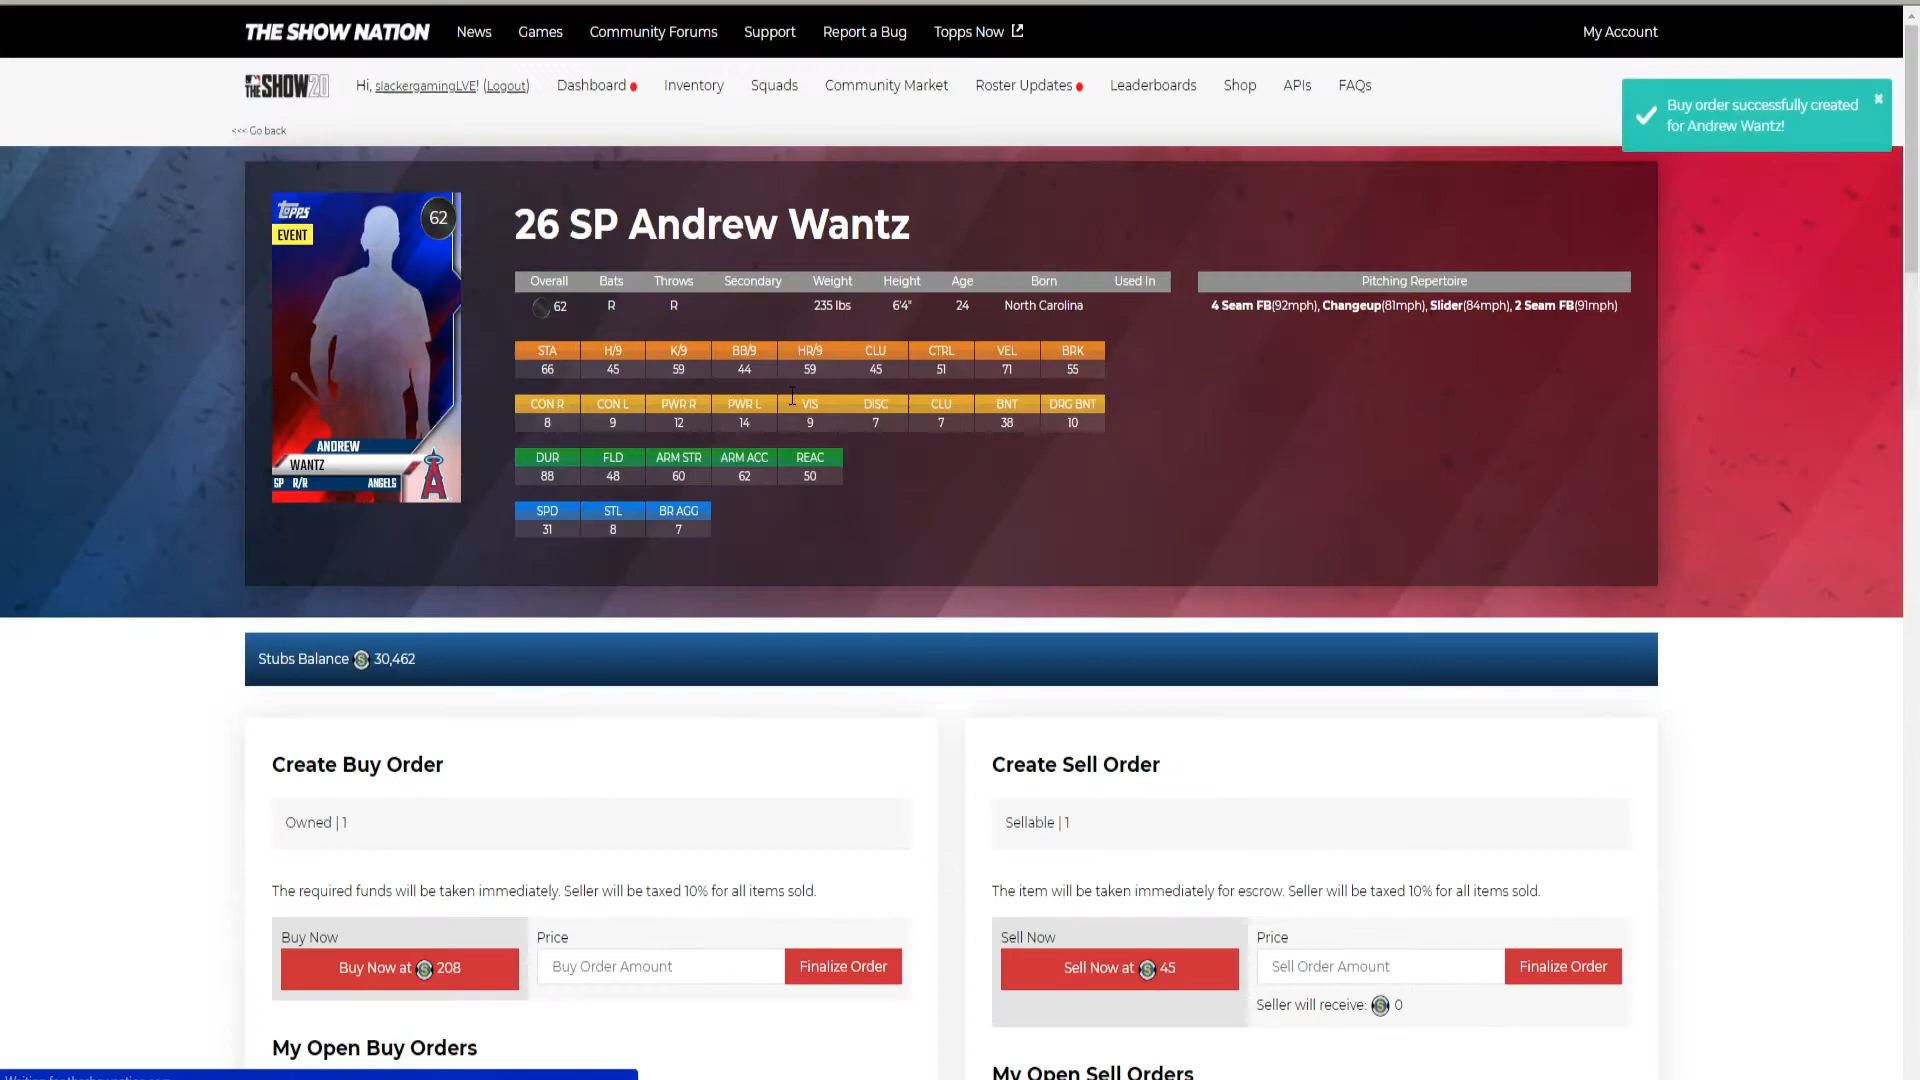 THE SHOW NATION News Games Community Forums Support Report a Bug Topps Now My Account
MLB THE SHOW 20 Hi, slackergamingLVE! (Logout) Dashboard Inventory Squads Community Market Roster Updates Leaderboards Shop APIs FAQs
Buy order successfully created
for Andrew Wantz!
<<< Go back
Topps
62
EVENT
ANDREW
WANTZ
SP R/R ANGELS
26 SP Andrew Wantz
Overall Bats Throws Secondary Weight Height Age Born Used In
62 R R 235 lbs 6'4" 24 North Carolina
Pitching Repertoire
4 Seam FB(92mph), Changeup(81mph), Slider(84mph), 2 Seam FB(91mph)
STA H/9 K/9 BB/9 HR/9 CLU CTRL VEL BRK
66 45 59 44 59 45 51 71 55
CON R CON L PWR R PWR L VIS DISC CLU BNT DRG BNT
8 9 12 14 9 7 7 38 10
DUR FLD ARM STR ARM ACC REAC
88 48 60 62 50
SPD STL BR AGG
31 8 7
Stubs Balance 30,462
Create Buy Order
Owned | 1
The required funds will be taken immediately. Seller will be taxed 10% for all items sold.
Buy Now Price
Buy Now at 208 Buy Order Amount Finalize Order
My Open Buy Orders
Create Sell Order
Sellable | 1
The item will be taken immediately for escrow. Seller will be taxed 10% for all items sold.
Sell Now Price
Sell Now at 45 Sell Order Amount Finalize Order
Seller will receive: 0
My Open Sell Orders